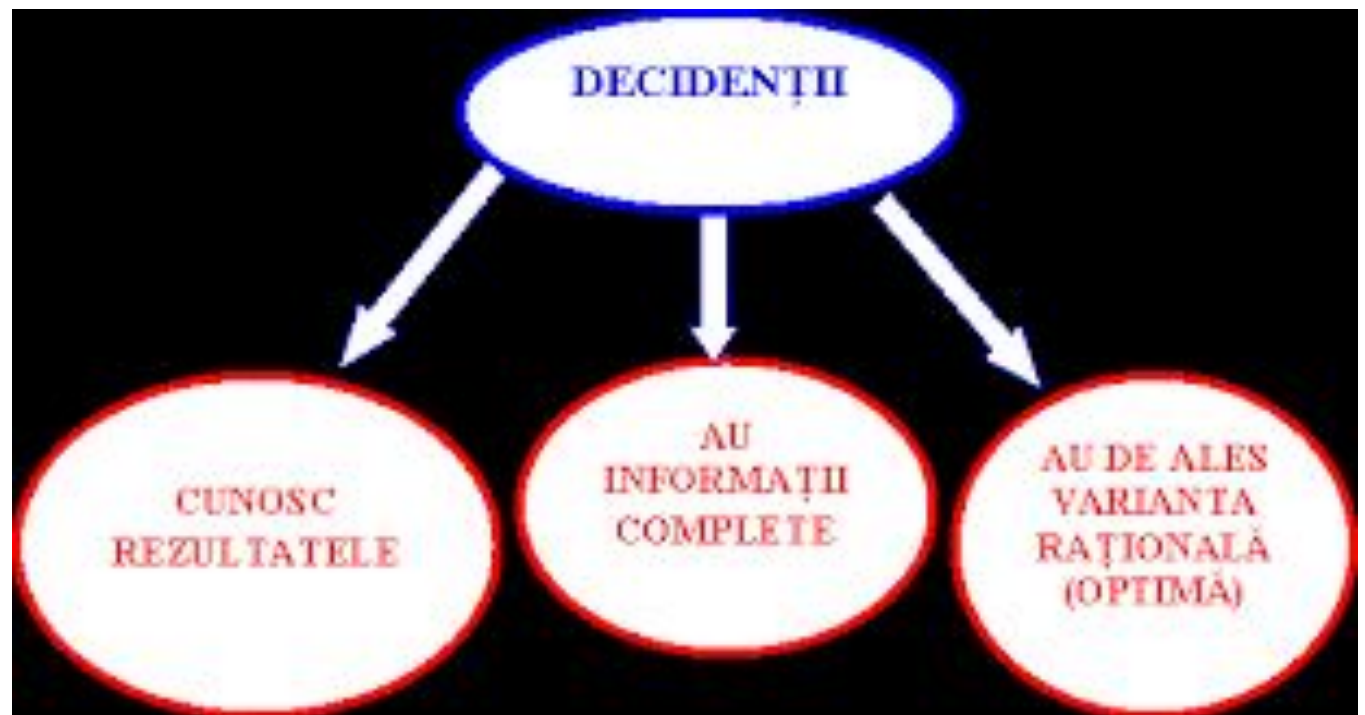 DECIDENȚII
CUNOSC
REZULTATELE
AU
INFORMAȚII
COMPLETE
AU DE ALES
VARIANTA
RAȚIONALĂ
(OPTIMĂ)